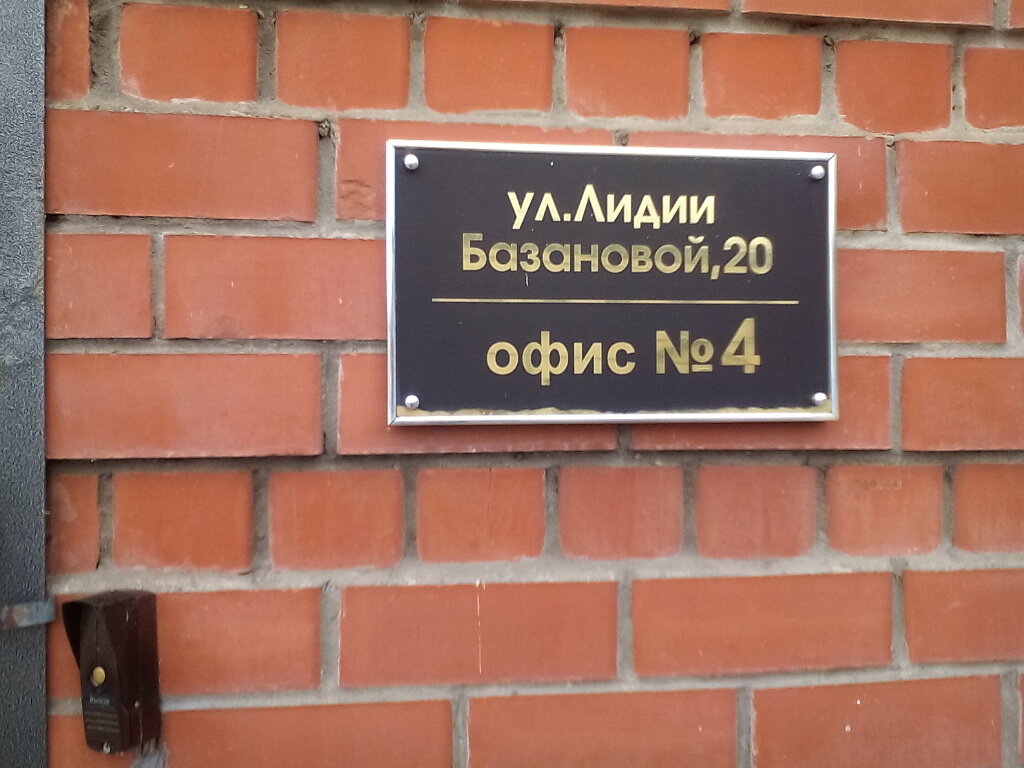 ул.Лидии
Базановой,20
офис №4